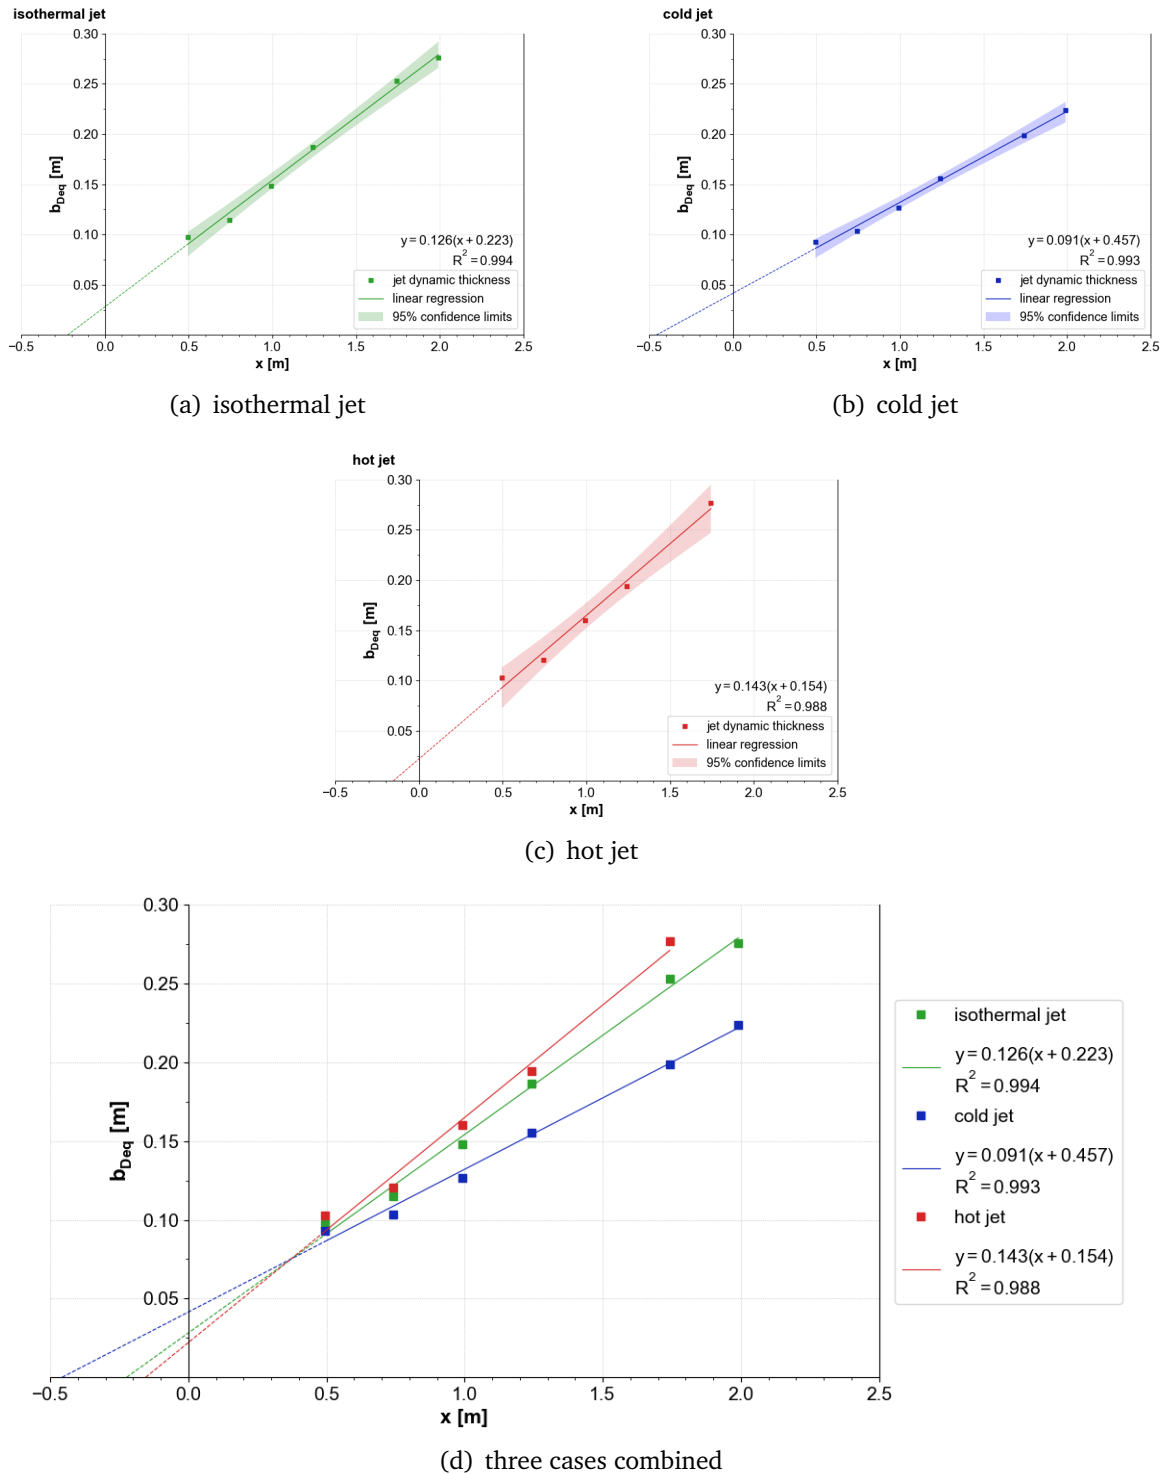 isothermal jet
0.30
0.25
0.20
0.15
0.10
0.05
b_Deq [m]
y = 0.126(x + 0.223)
R² = 0.994
jet dynamic thickness
linear regression
95% confidence limits
−0.5 0.0 0.5 1.0 1.5 2.0 2.5
x [m]
(a) isothermal jet
cold jet
0.30
0.25
0.20
0.15
0.10
0.05
b_Deq [m]
y = 0.091(x + 0.457)
R² = 0.993
jet dynamic thickness
linear regression
95% confidence limits
−0.5 0.0 0.5 1.0 1.5 2.0 2.5
x [m]
(b) cold jet
hot jet
0.30
0.25
0.20
0.15
0.10
0.05
b_Deq [m]
y = 0.143(x + 0.154)
R² = 0.988
jet dynamic thickness
linear regression
95% confidence limits
−0.5 0.0 0.5 1.0 1.5 2.0 2.5
x [m]
(c) hot jet
0.30
0.25
0.20
0.15
0.10
0.05
b_Deq [m]
−0.5 0.0 0.5 1.0 1.5 2.0 2.5
x [m]
isothermal jet
y = 0.126(x + 0.223)
R² = 0.994
cold jet
y = 0.091(x + 0.457)
R² = 0.993
hot jet
y = 0.143(x + 0.154)
R² = 0.988
(d) three cases combined